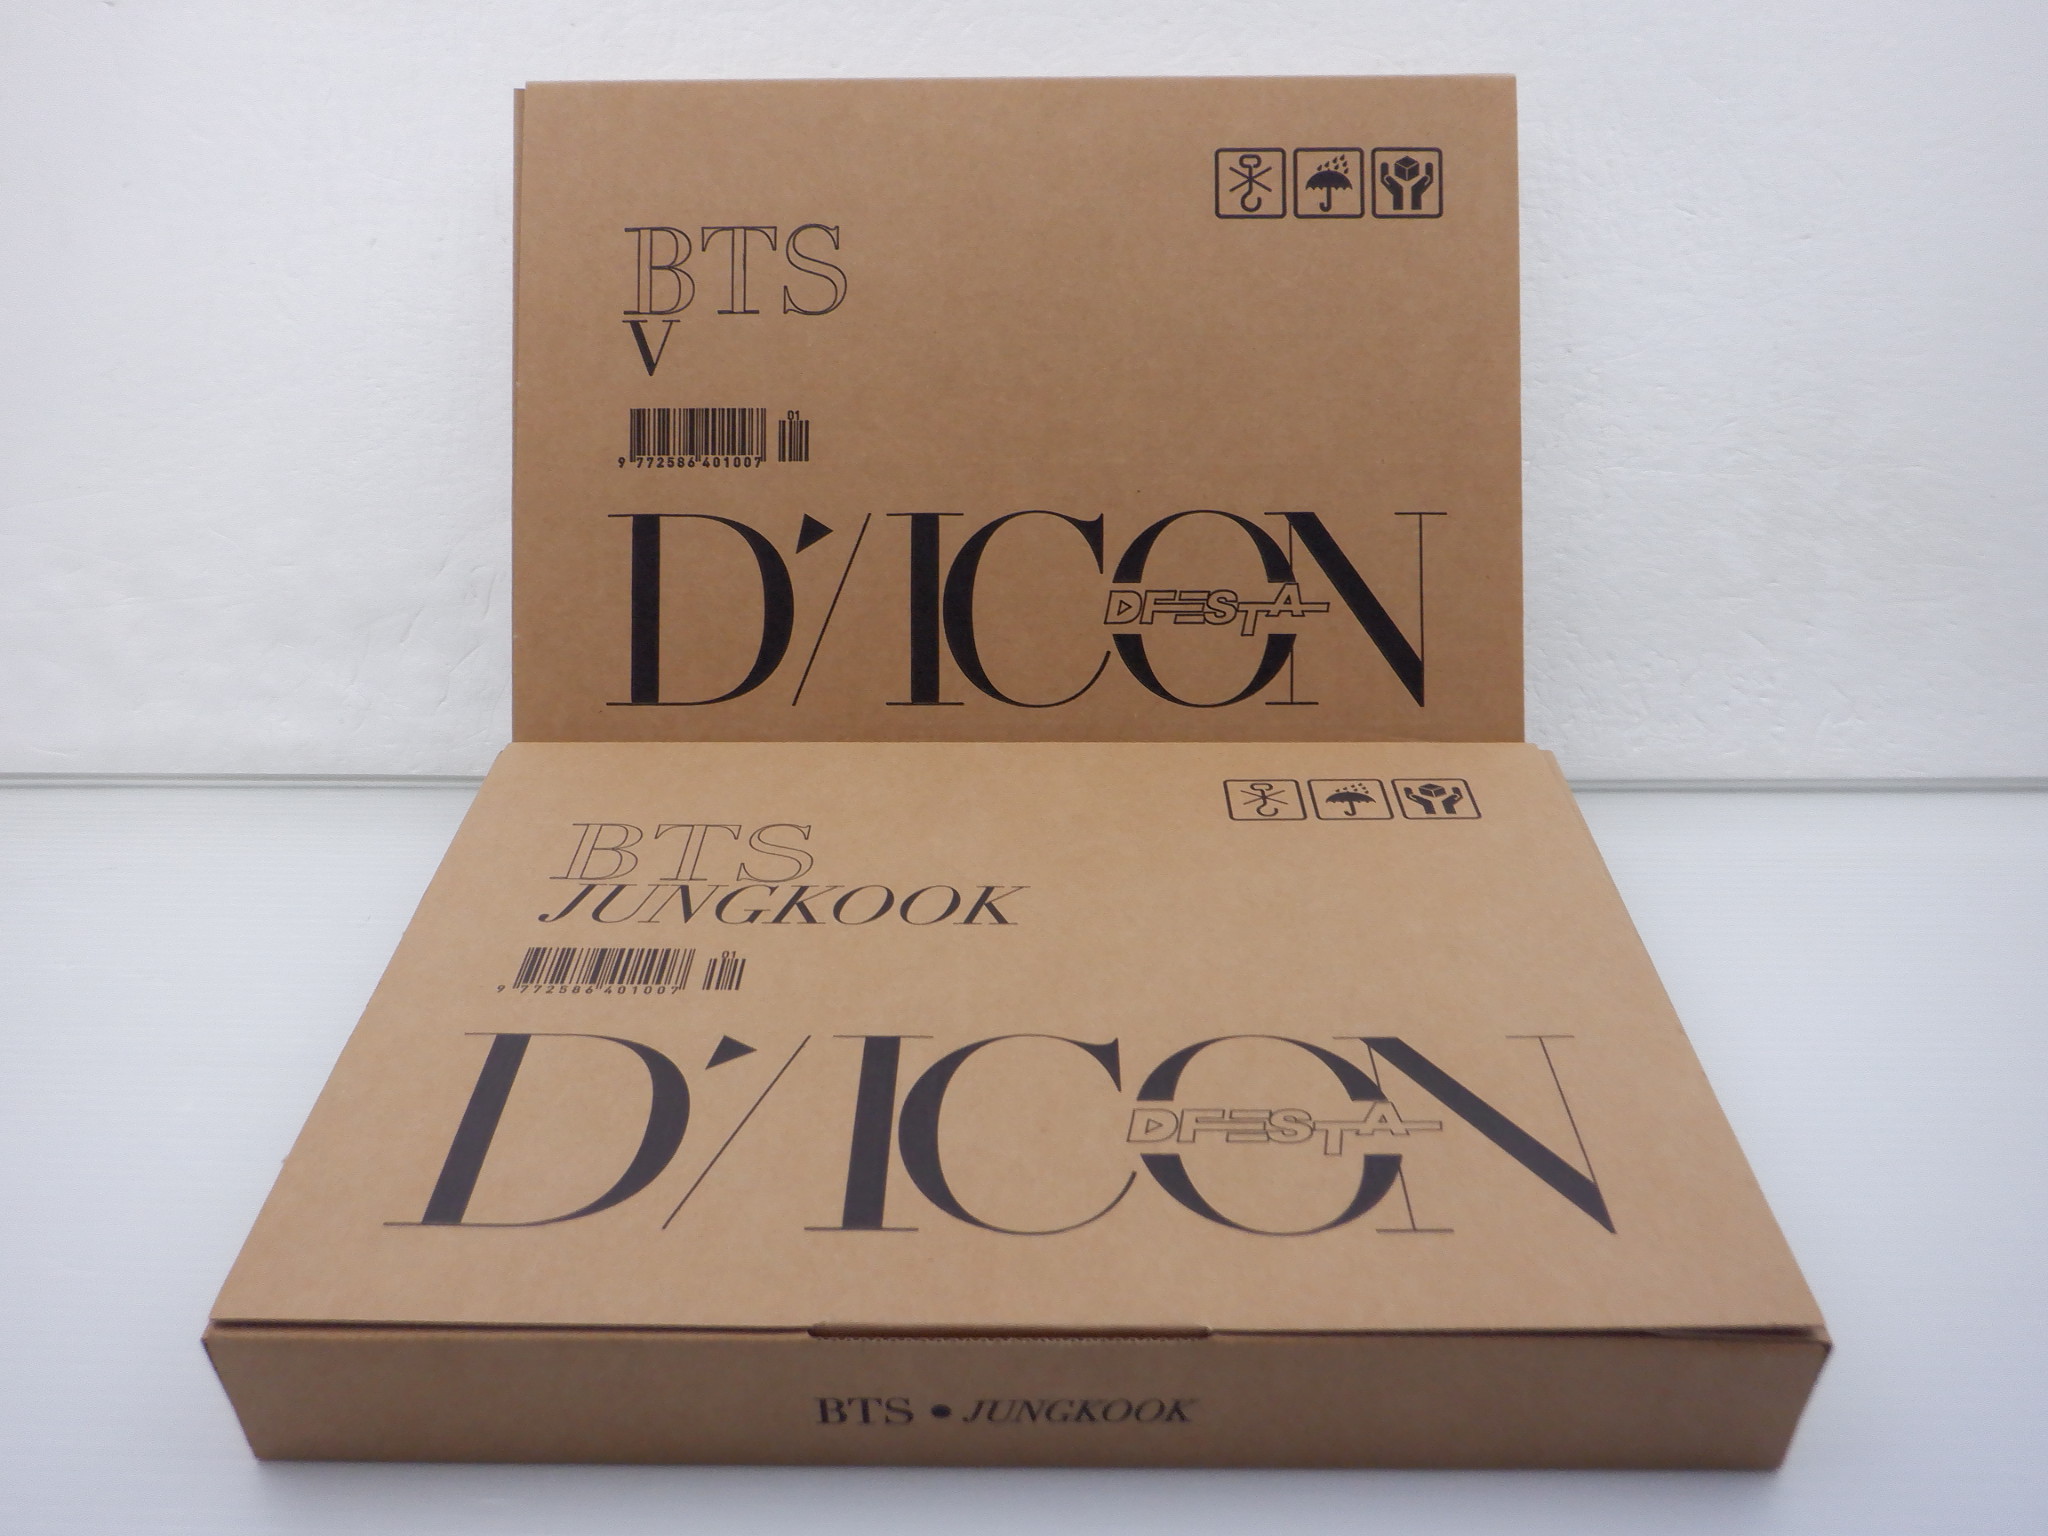 BTS
V
01
9 772586 401007
D'/ICON
DFESTA
BTS
JUNGKOOK
01
9 772586 401007
D'/ICON
DFESTA
BTS • JUNGKOOK